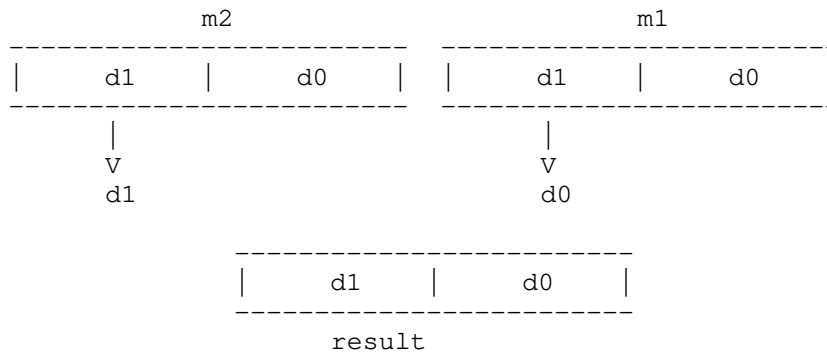 m2 m1
| d1 | d0 | | d1 | d0
| |
V V
d1 d0
| d1 | d0 |
result